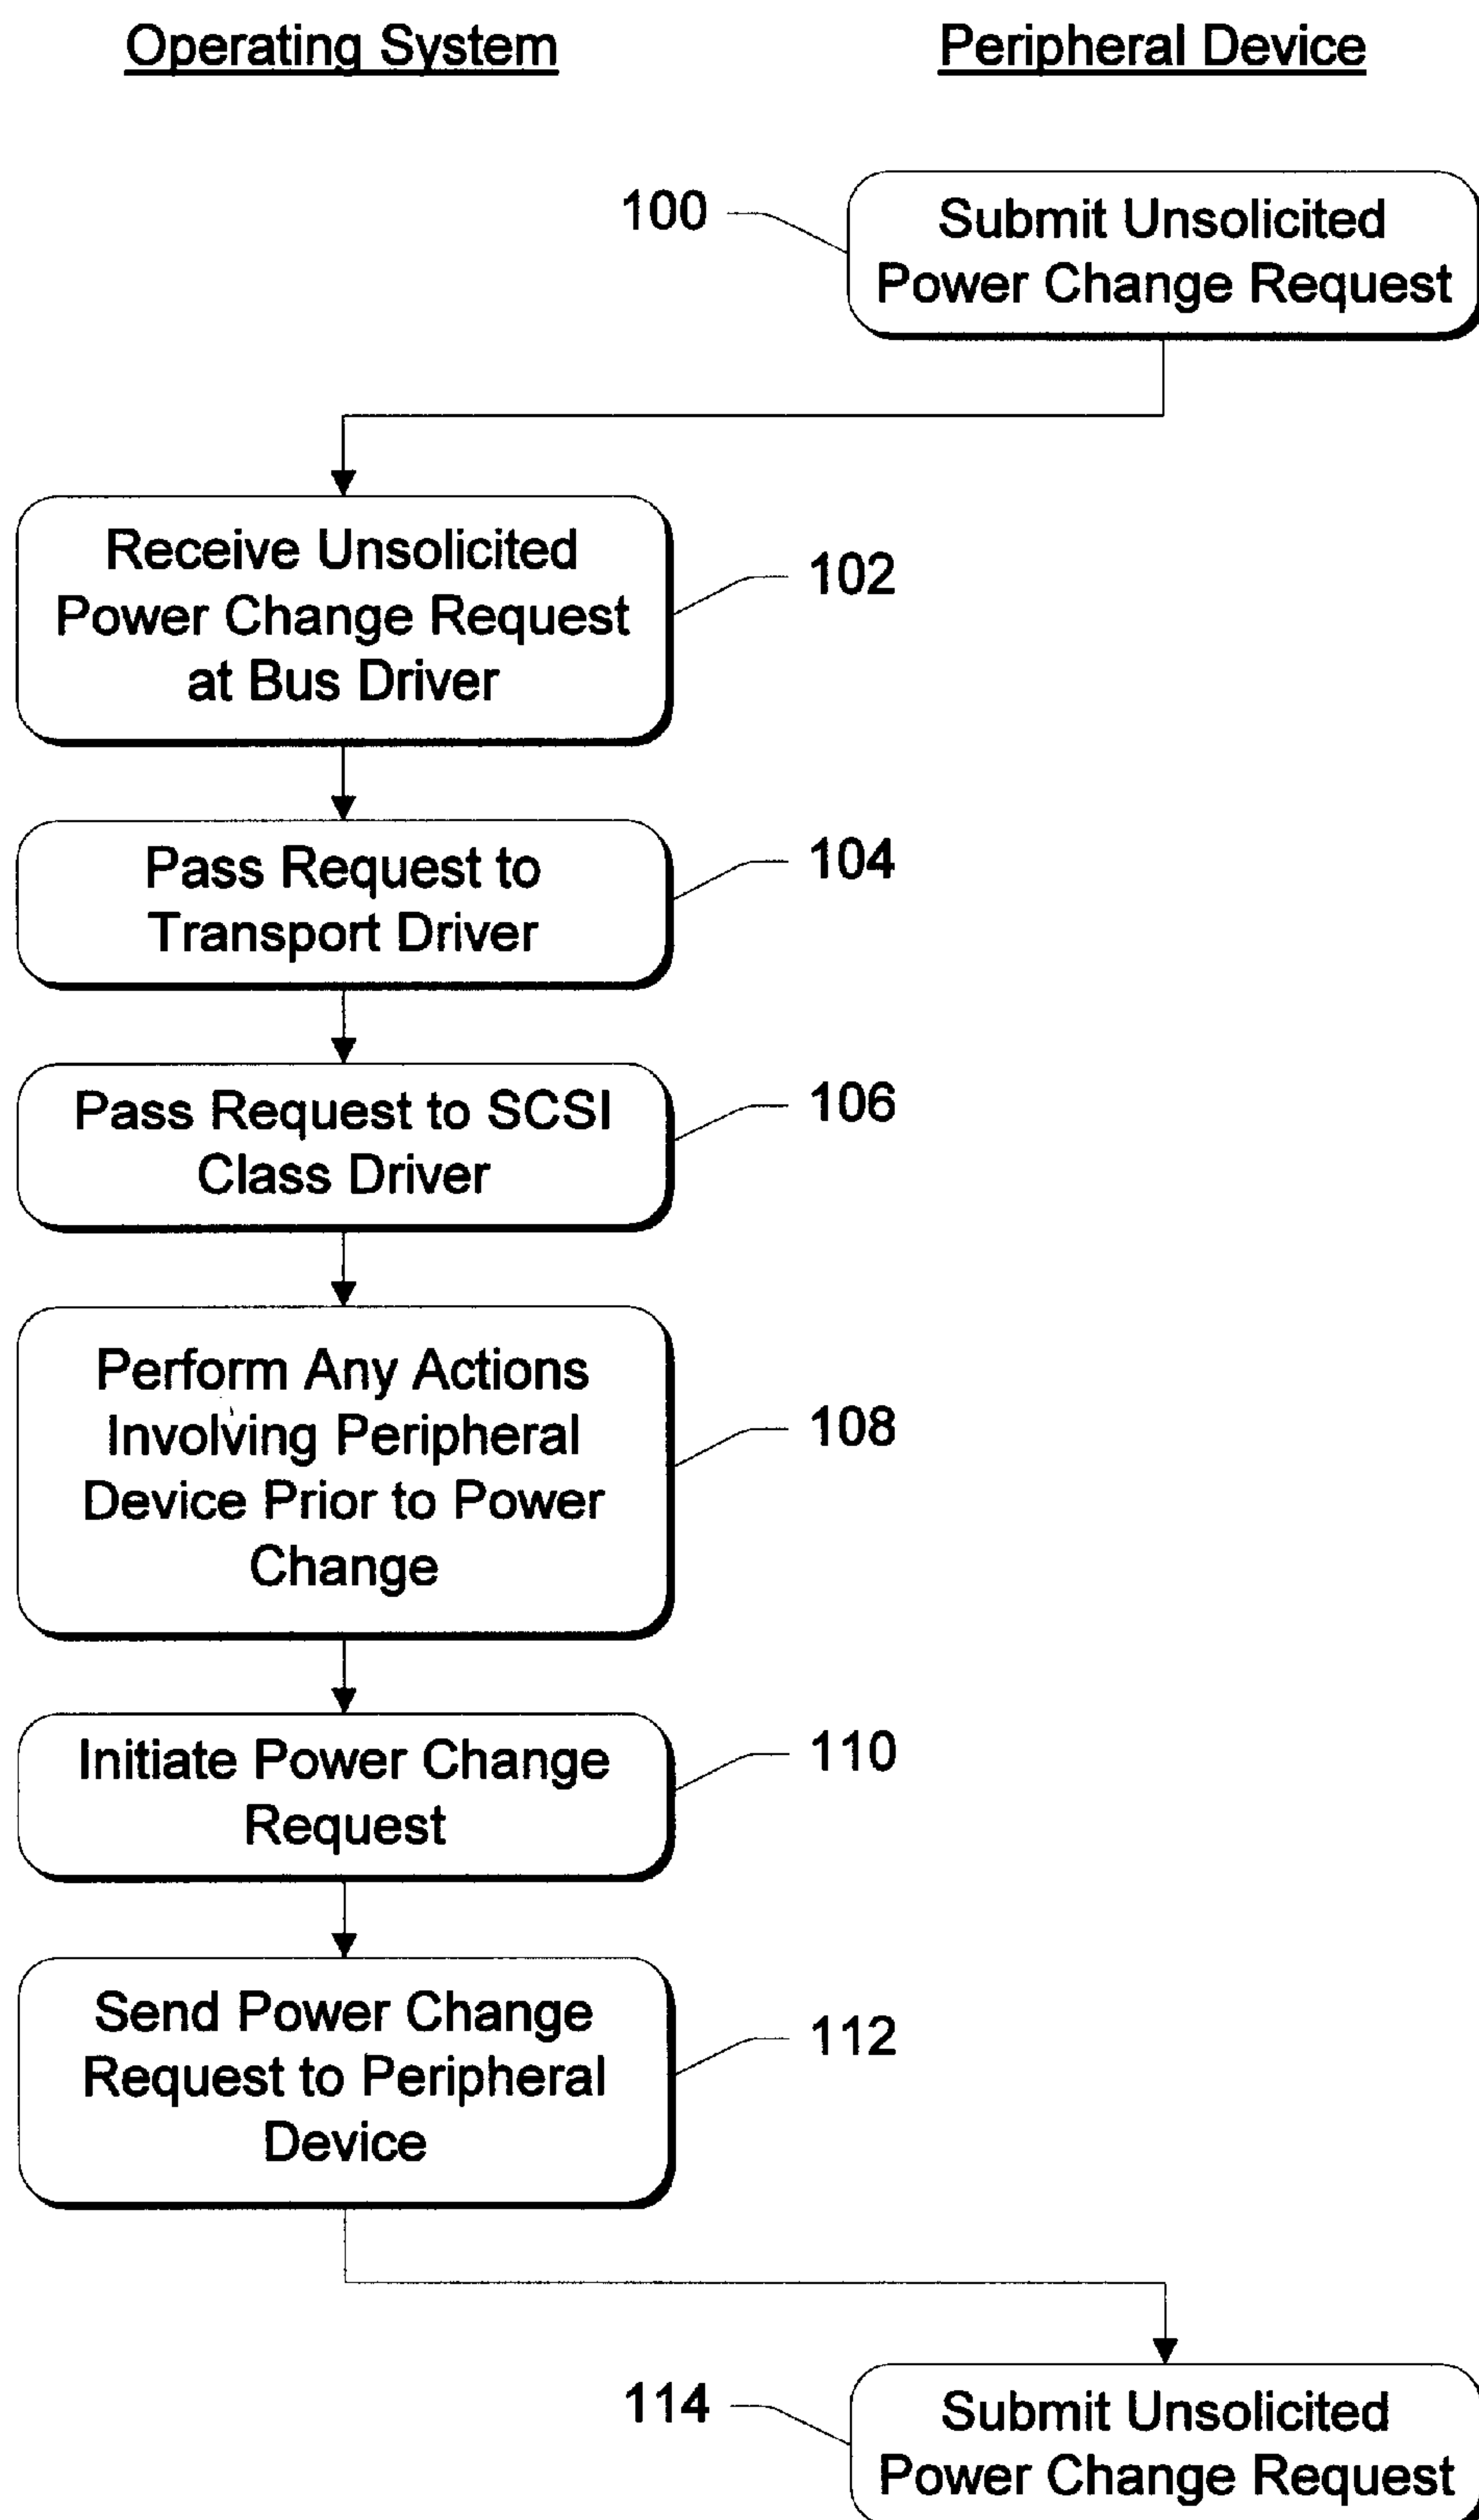 Operating System
Peripheral Device
100
Submit Unsolicited
Power Change Request
Receive Unsolicited
Power Change Request
at Bus Driver
102
Pass Request to
Transport Driver
104
Pass Request to SCSI
Class Driver
106
Perform Any Actions
Involving Peripheral
Device Prior to Power
Change
108
Initiate Power Change
Request
110
Send Power Change
Request to Peripheral
Device
112
114
Submit Unsolicited
Power Change Request